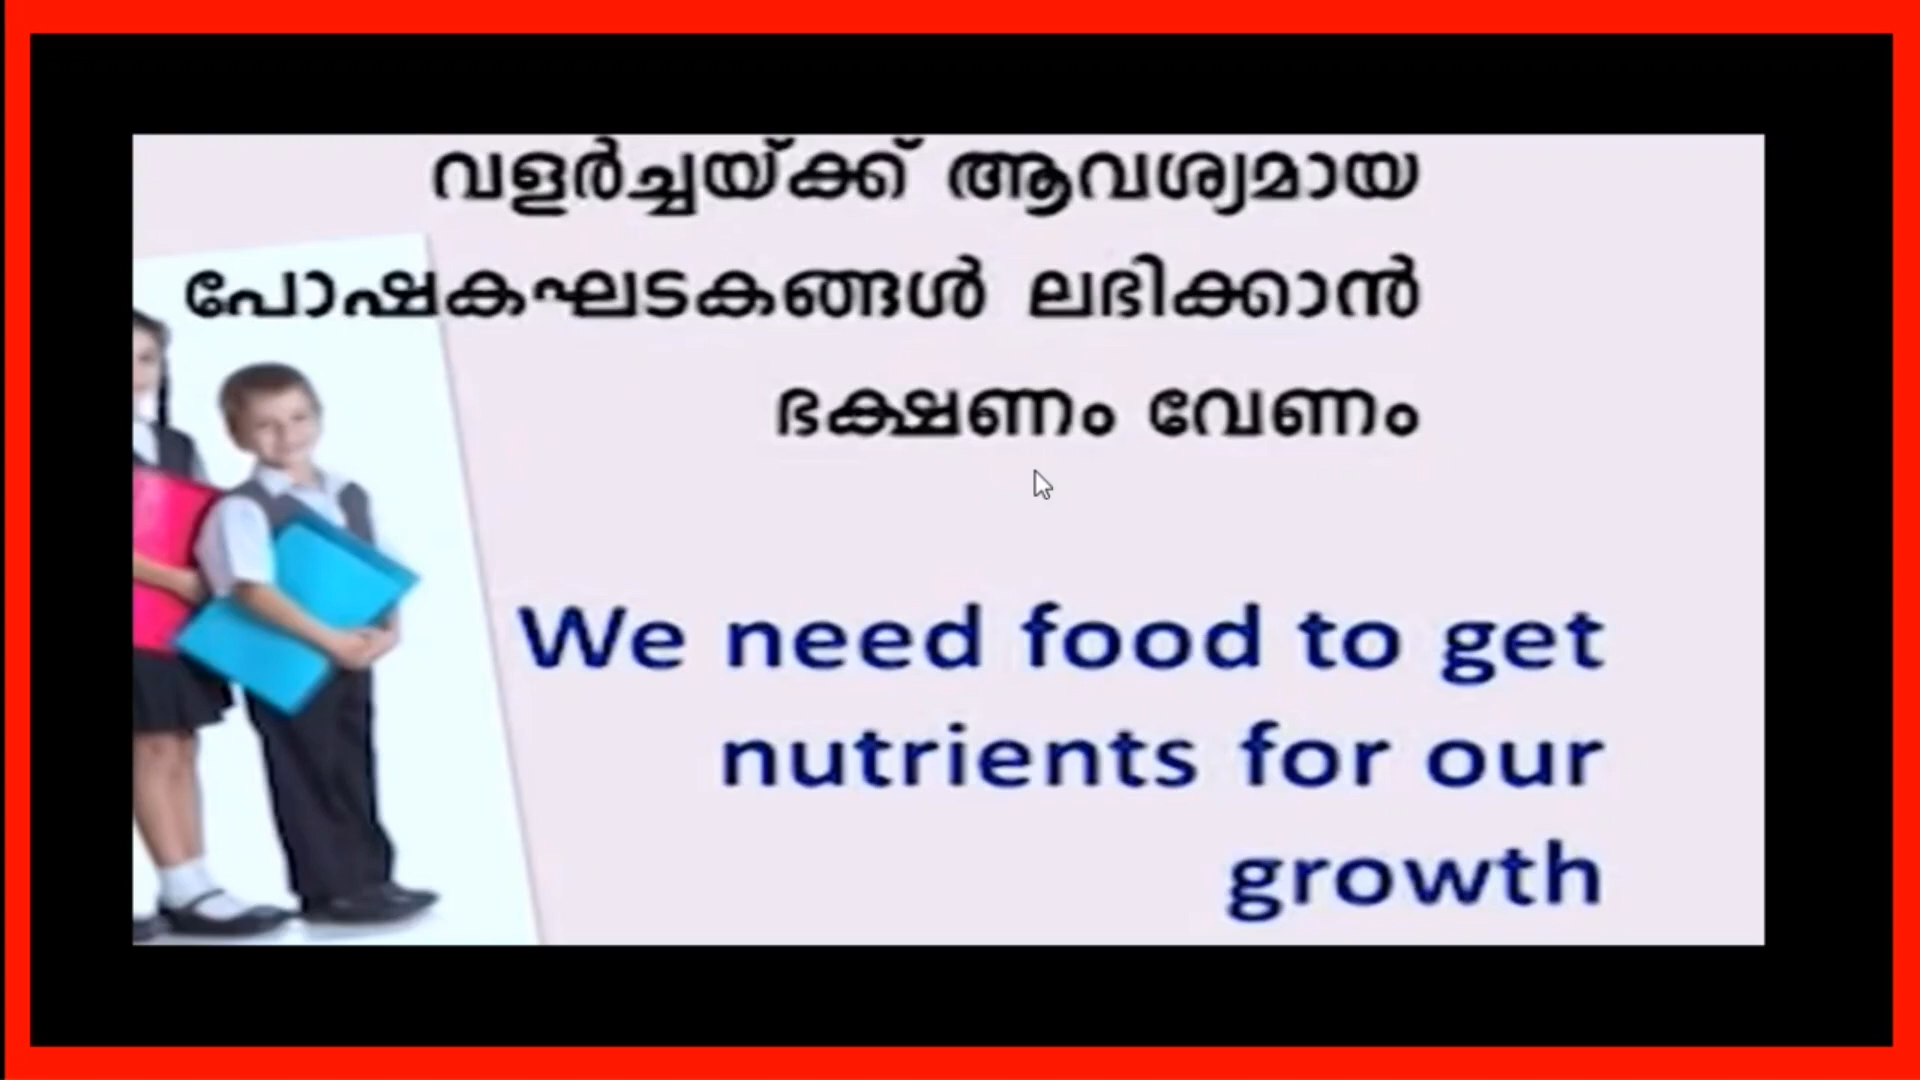 വളർച്ചയ്ക്ക് ആവശ്യമായ
പോഷകഘടകങ്ങൾ ലഭിക്കാൻ
ഭക്ഷണം വേണം
We need food to get
nutrients for our
growth